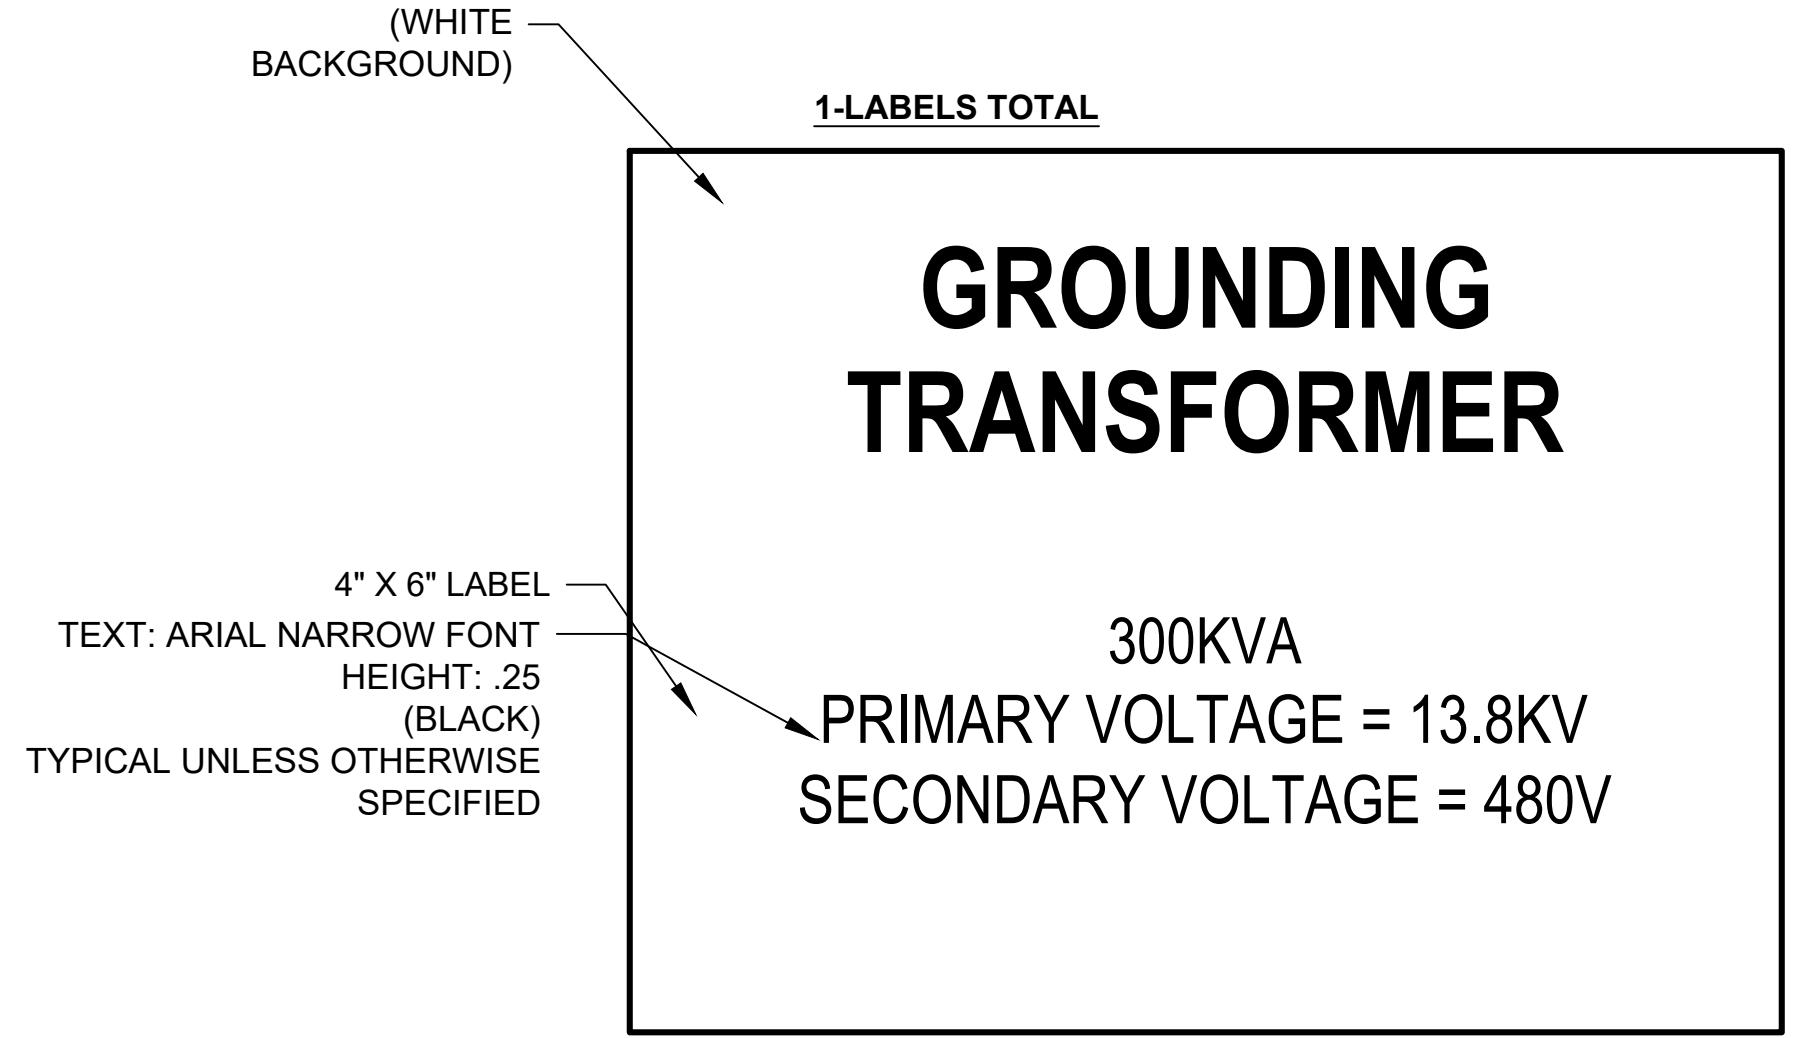 (WHITE
BACKGROUND)
1-LABELS TOTAL
GROUNDING
TRANSFORMER
4" X 6" LABEL
TEXT: ARIAL NARROW FONT
HEIGHT: .25
(BLACK)
TYPICAL UNLESS OTHERWISE
SPECIFIED
300KVA
PRIMARY VOLTAGE = 13.8KV
SECONDARY VOLTAGE = 480V